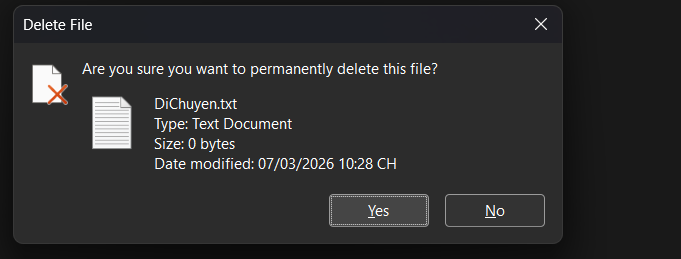 Delete File
Are you sure you want to permanently delete this file?
DiChuyen.txt
Type: Text Document
Size: 0 bytes
Date modified: 07/03/2026 10:28 CH
Yes
No